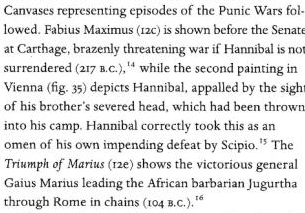 Canvases representing episodes of the Punic Wars fol-
lowed. Fabius Maximus (12c) is shown before the Senate
at Carthage, brazenly threatening war if Hannibal is not
surrendered (217 B.C.),¹⁴ while the second painting in
Vienna (fig. 35) depicts Hannibal, appalled by the sight
of his brother's severed head, which had been thrown
into his camp. Hannibal correctly took this as an
omen of his own impending defeat by Scipio.¹⁵ The
Triumph of Marius (12e) shows the victorious general
Gaius Marius leading the African barbarian Jugurtha
through Rome in chains (104 B.C.).¹⁶